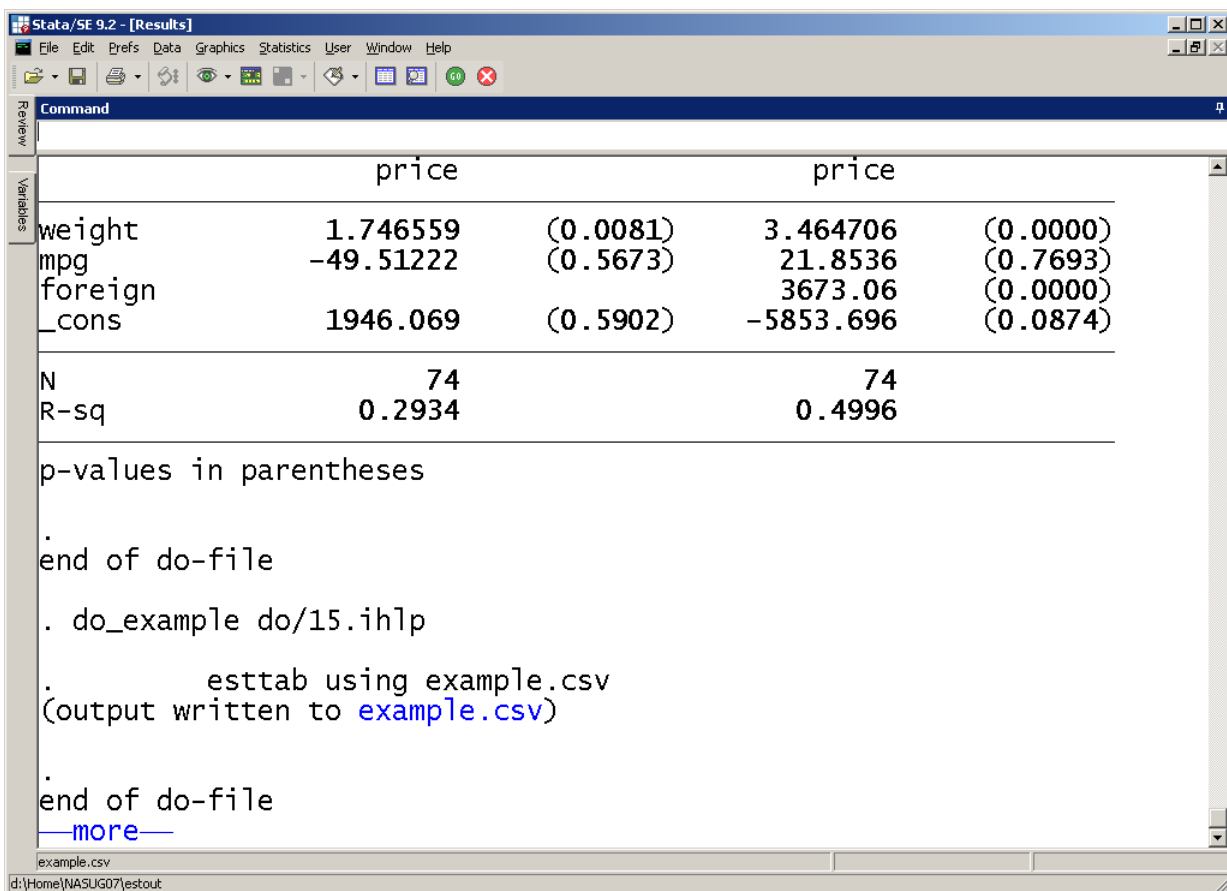 Stata/SE 9.2 - [Results]
File Edit Prefs Data Graphics Statistics User Window Help
GO
Review
Command
Variables
price price
weight 1.746559 (0.0081) 3.464706 (0.0000)
mpg -49.51222 (0.5673) 21.8536 (0.7693)
foreign 3673.06 (0.0000)
_cons 1946.069 (0.5902) -5853.696 (0.0874)
N 74 74
R-sq 0.2934 0.4996
p-values in parentheses
.
end of do-file
. do_example do/15.ihlp
. esttab using example.csv
(output written to example.csv)
.
end of do-file
—more—
example.csv
d:\Home\NASUG07\estout